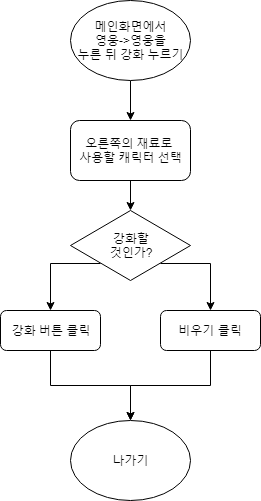 메인화면에서
영웅->영웅을
누른 뒤 강화 누르기
오른쪽의 재료로
사용할 캐릭터 선택
강화할
것인가?
강화 버튼 클릭
비우기 클릭
나가기